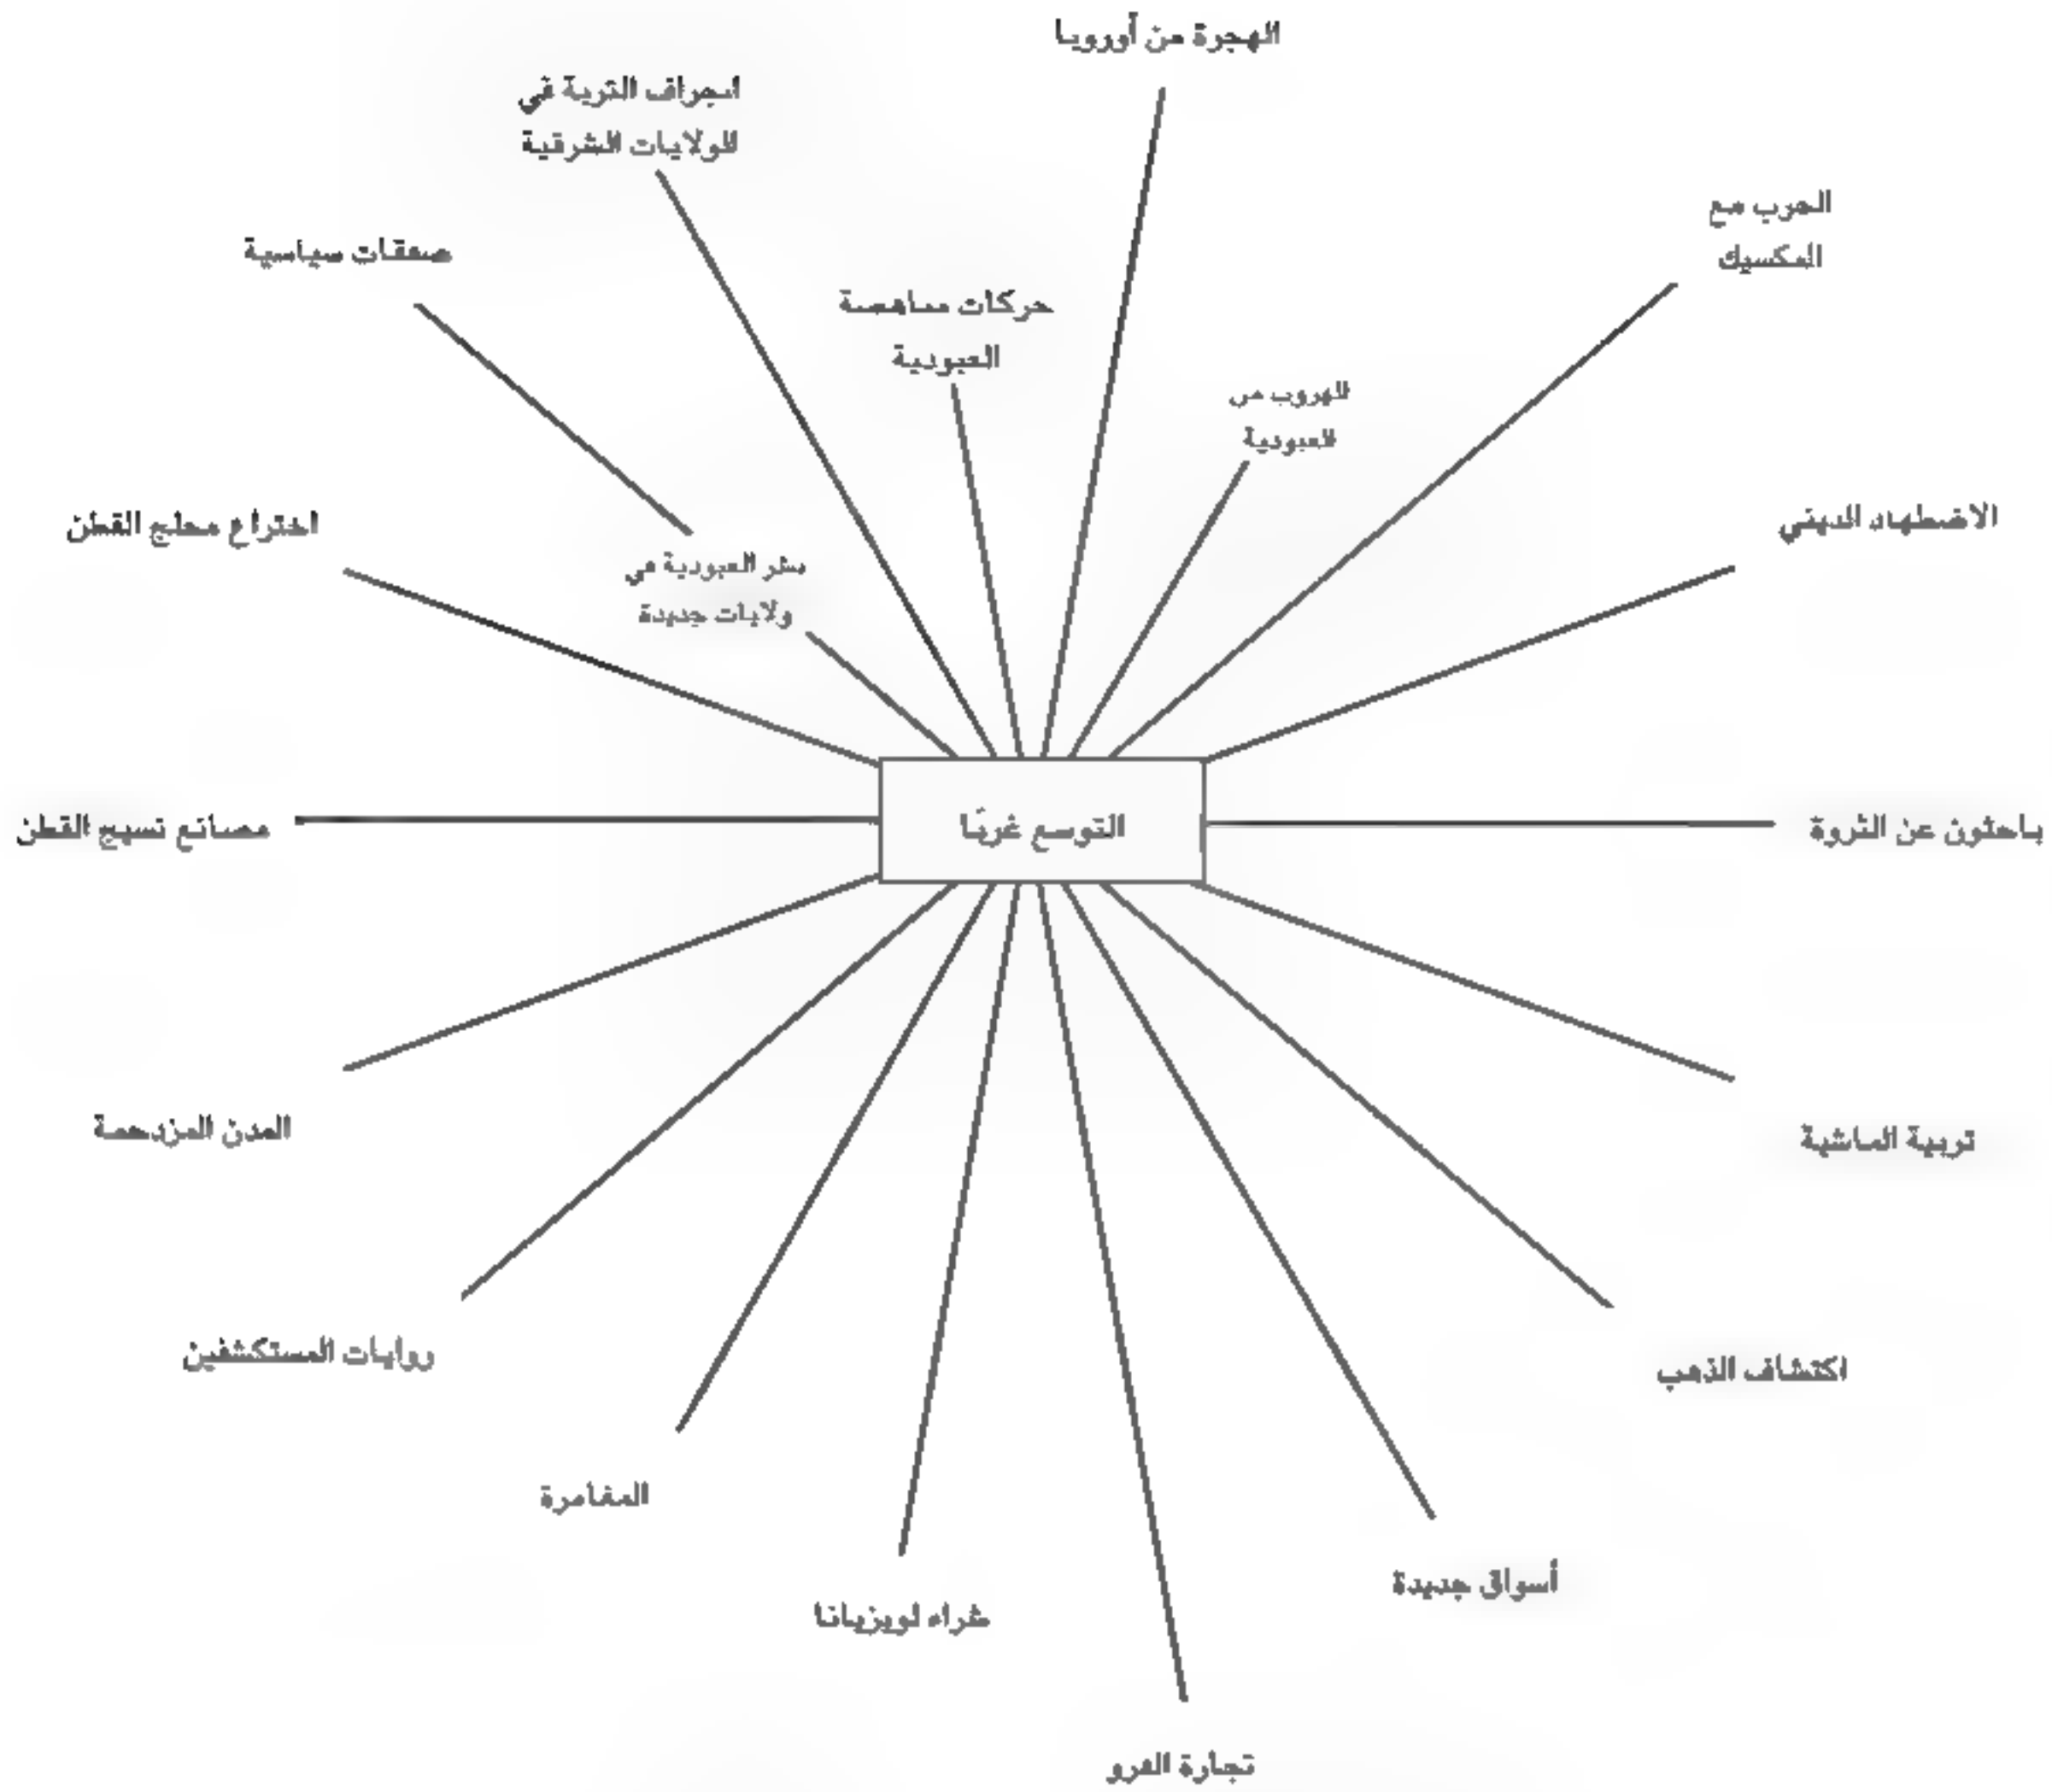 الهجرة من أوروبا
انجراف التربة في
الولايات الشرقية
الحرب مع
المكسيك
صفقات سياسية
حركات مناهضة
العبودية
الهروب من
العبودية
الاضطهاد الديني
اختراع محلج القطن
نشر العبودية في
ولايات جديدة
مصانع نسيج القطن
التوسع غربًا
باحثون عن الثروة
المدن المزدحمة
تربية الماشية
روايات المستكشفين
اكتشاف الذهب
المغامرة
أسواق جديدة
شراء لويزيانا
تجارة الفرو